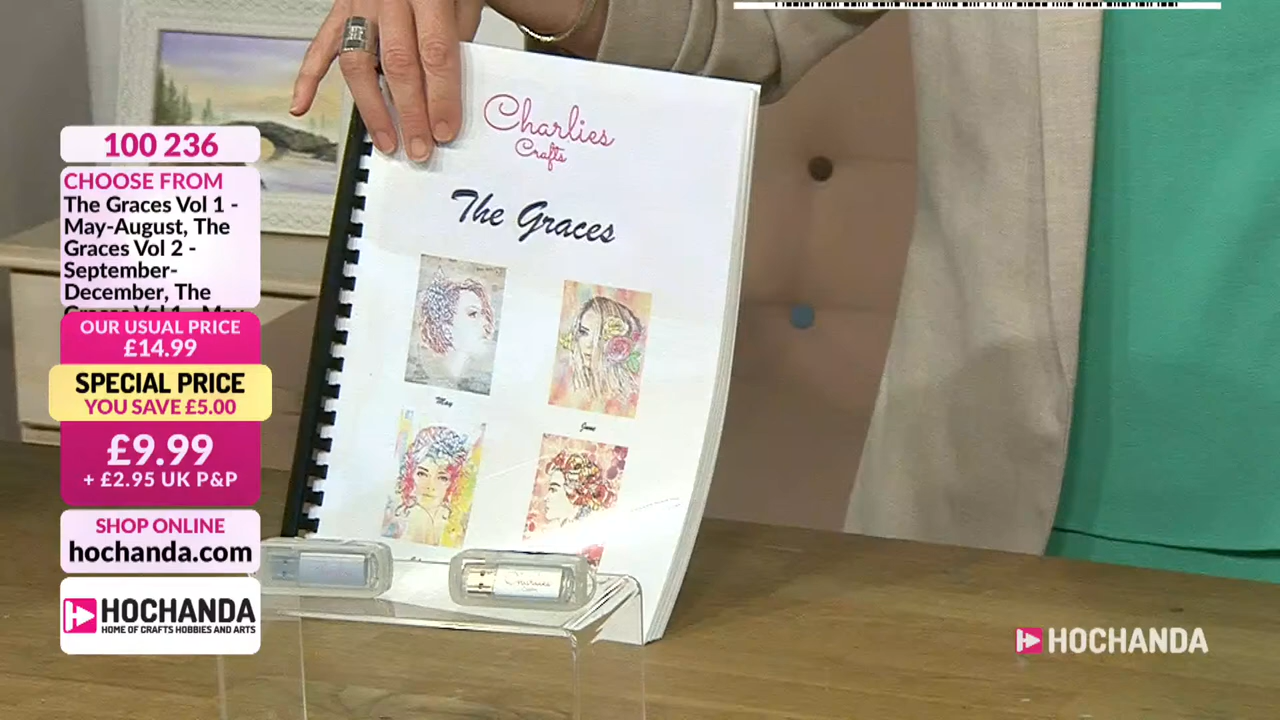 100 236
CHOOSE FROM
The Graces Vol 1 -
May-August, The
Graces Vol 2 -
September-
December, The
OUR USUAL PRICE
£14.99
SPECIAL PRICE
YOU SAVE £5.00
£9.99
+ £2.95 UK P&P
SHOP ONLINE
hochanda.com
HOCHANDA
HOME OF CRAFTS HOBBIES AND ARTS
Charlies
Crafts
The Graces
May
June
HOCHANDA